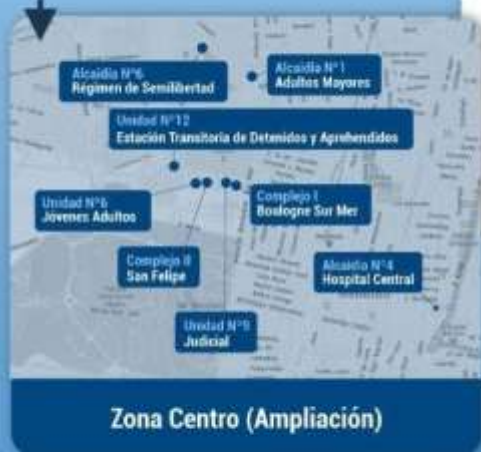 Alcaidía N°6
Régimen de Semilibertad
Alcaidía N°1
Adultos Mayores
Unidad N°12
Estación Transitoria de Detenidos y Aprehendidos
Unidad N°6
Jóvenes Adultos
Complejo I
Boulogne Sur Mer
Complejo II
San Felipe
Alcaidía N°4
Hospital Central
Unidad N°5
Judicial
Zona Centro (Ampliación)